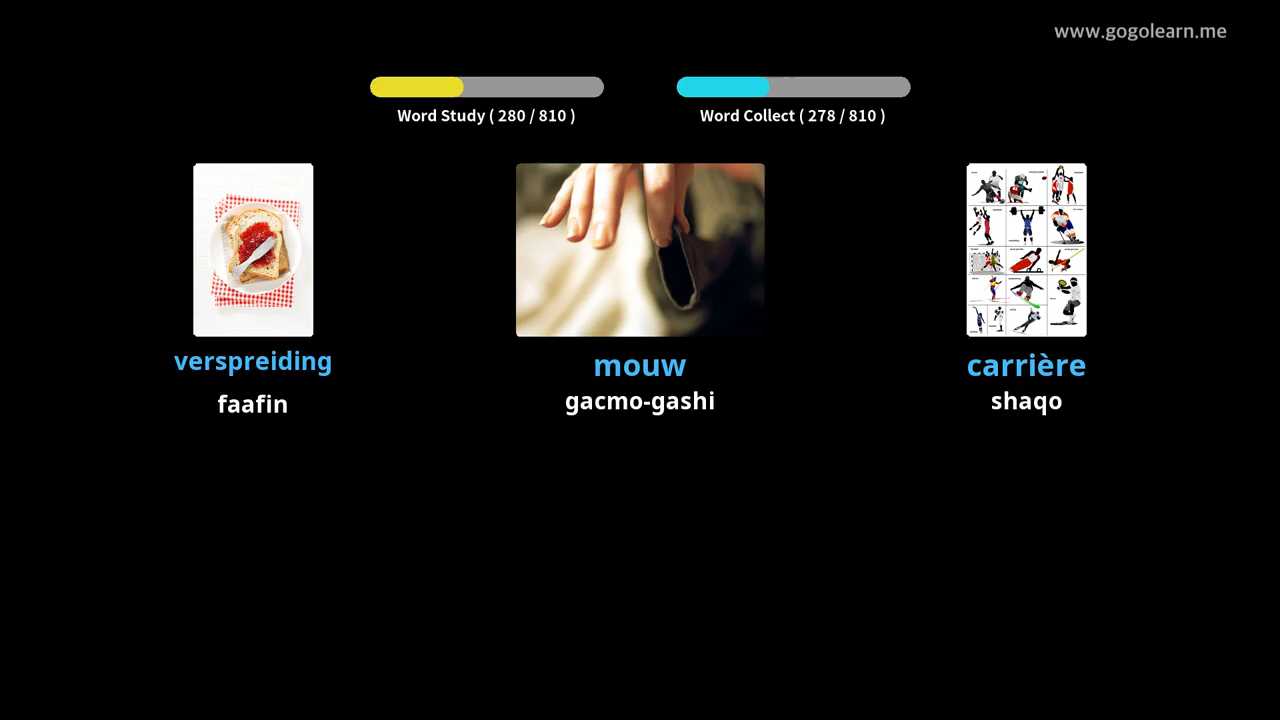 www.gogolearn.me
Word Study ( 280 / 810 )
Word Collect ( 278 / 810 )
verspreiding
faafin
mouw
gacmo-gashi
carrière
shaqo